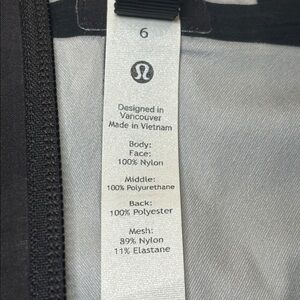 6
Designed in
Vancouver
Made in Vietnam
Body:
Face:
100% Nylon
Middle:
100% Polyurethane
Back:
100% Polyester
Mesh:
89% Nylon
11% Elastane